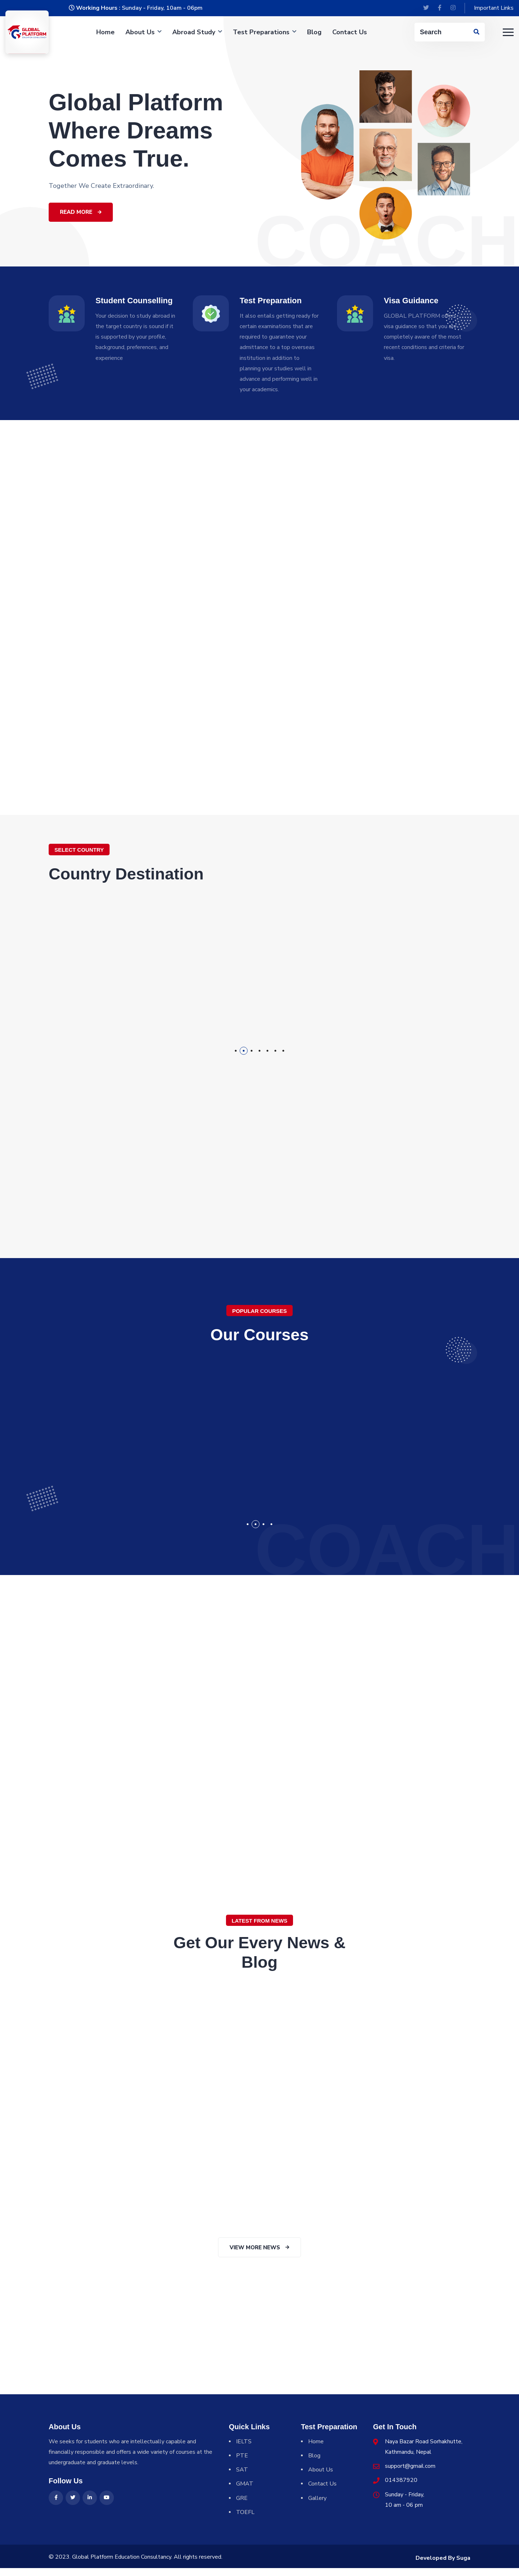 Working Hours : Sunday - Friday, 10am - 06pm
Important Links
GLOBAL
PLATFORM
Home
About Us
Abroad Study
Test Preparations
Blog
Contact Us
Search
Global Platform
Where Dreams
Comes True.
Together We Create Extraordinary.
READ MORE
COACH
Student Counselling
Your decision to study abroad in
the target country is sound if it
is supported by your profile,
background, preferences, and
experience
Test Preparation
It also entails getting ready for
certain examinations that are
required to guarantee your
admittance to a top overseas
institution in addition to
planning your studies well in
advance and performing well in
your academics.
Visa Guidance
GLOBAL PLATFORM
visa guidance so that you
completely aware of the most
recent conditions and criteria for
visa.
SELECT COUNTRY
Country Destination
POPULAR COURSES
Our Courses
COACH
LATEST FROM NEWS
Get Our Every News &
Blog
VIEW MORE NEWS
About Us
We seeks for students who are intellectually capable and
financially responsible and offers a wide variety of courses at the
undergraduate and graduate levels.
Follow Us
Quick Links
IELTS
PTE
SAT
GMAT
GRE
TOEFL
Test Preparation
Home
Blog
About Us
Contact Us
Gallery
Get In Touch
Naya Bazar Road Sorhakhutte,
Kathmandu, Nepal
support@gmail.com
014387920
Sunday - Friday,
10 am - 06 pm
© 2023. Global Platform Education Consultancy. All rights reserved.
Developed By Suga